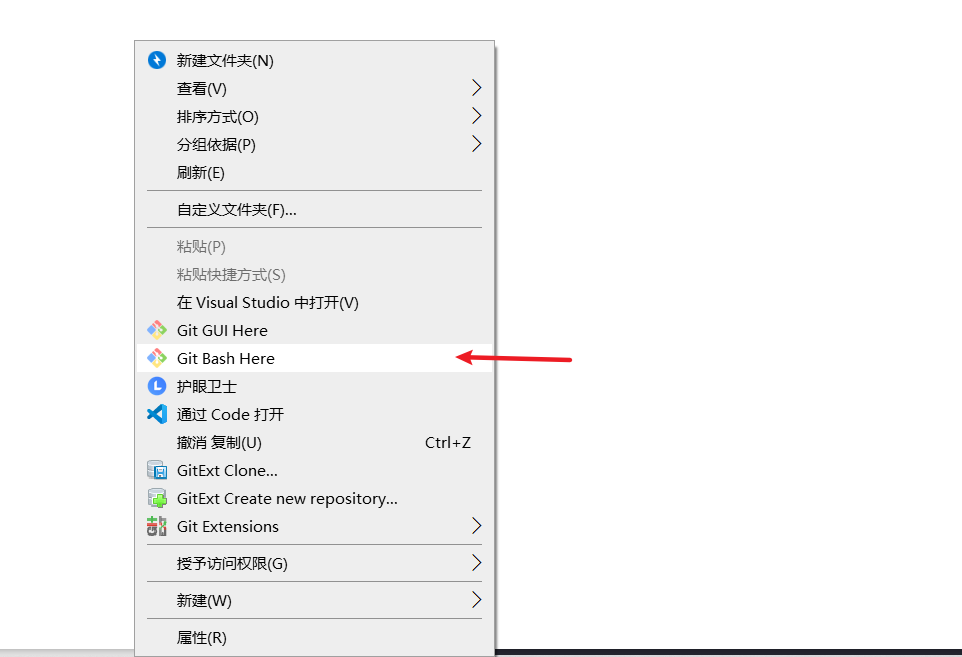 新建文件夹(N)
查看(V)
排序方式(O)
分组依据(P)
刷新(E)
自定义文件夹(F)...
粘贴(P)
粘贴快捷方式(S)
在 Visual Studio 中打开(V)
Git GUI Here
Git Bash Here
护眼卫士
通过 Code 打开
撤消 复制(U) Ctrl+Z
GitExt Clone...
GitExt Create new repository...
Git Extensions
授予访问权限(G)
新建(W)
属性(R)